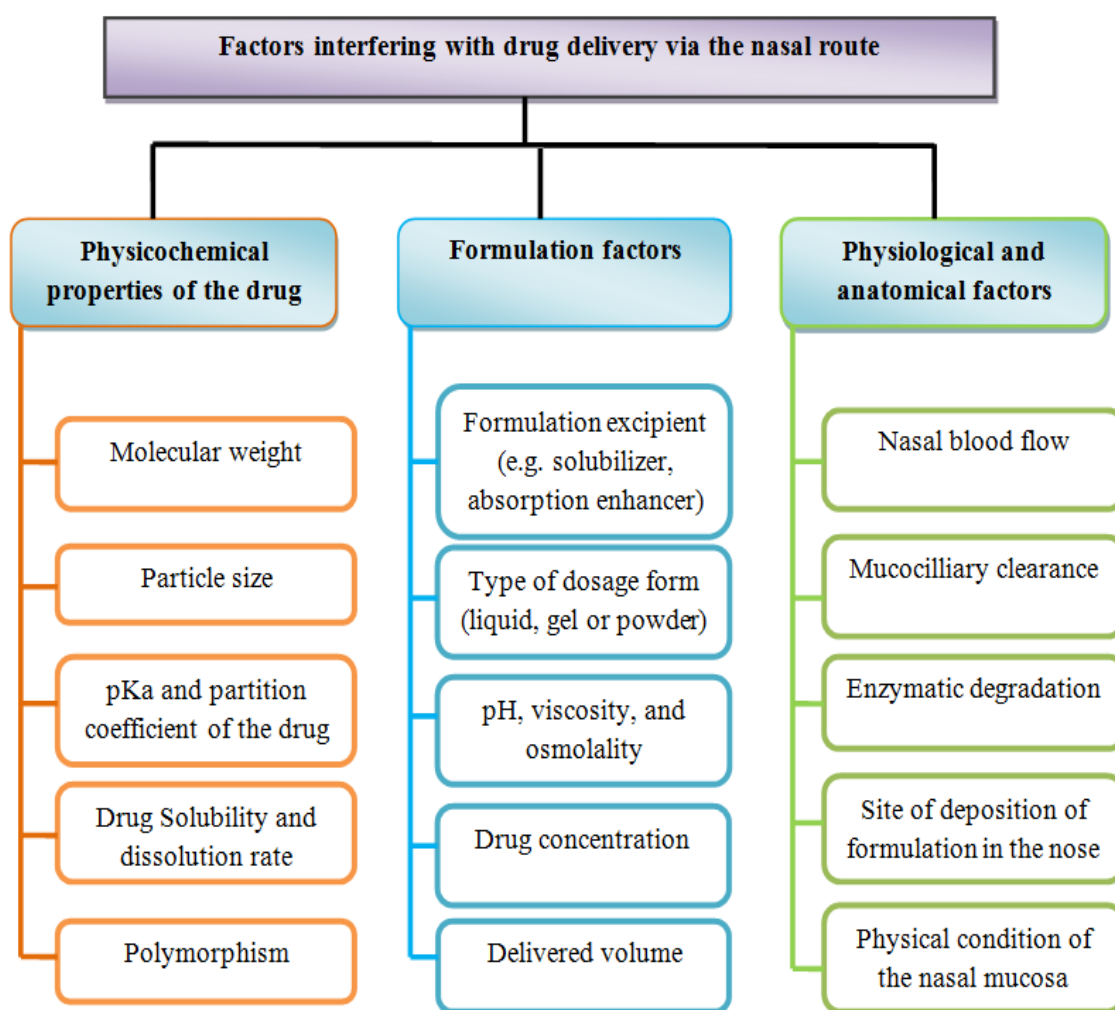 Factors interfering with drug delivery via the nasal route
Physicochemical
properties of the drug
Molecular weight
Particle size
pKa and partition
coefficient of the drug
Drug Solubility and
dissolution rate
Polymorphism
Formulation factors
Formulation excipient
(e.g. solubilizer,
absorption enhancer)
Type of dosage form
(liquid, gel or powder)
pH, viscosity, and
osmolality
Drug concentration
Delivered volume
Physiological and
anatomical factors
Nasal blood flow
Mucocilliary clearance
Enzymatic degradation
Site of deposition of
formulation in the nose
Physical condition of
the nasal mucosa